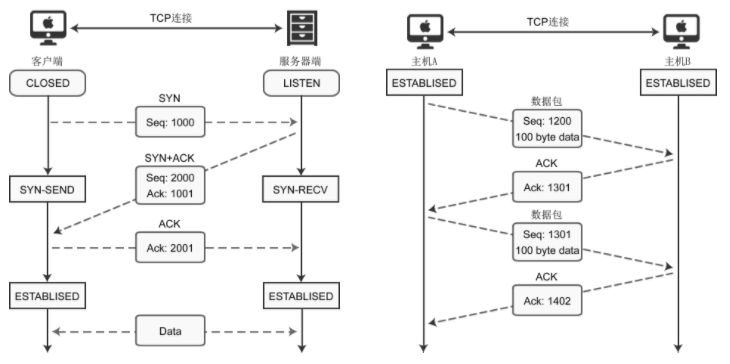 TCP连接
客户端
服务器端
CLOSED
LISTEN
SYN
Seq: 1000
SYN+ACK
Seq: 2000
Ack: 1001
SYN-SEND
SYN-RECV
ACK
Ack: 2001
ESTABLISED
ESTABLISED
Data
TCP连接
主机A
主机B
ESTABLISED
ESTABLISED
数据包
Seq: 1200
100 byte data
ACK
Ack: 1301
数据包
Seq: 1301
100 byte data
ACK
Ack: 1402